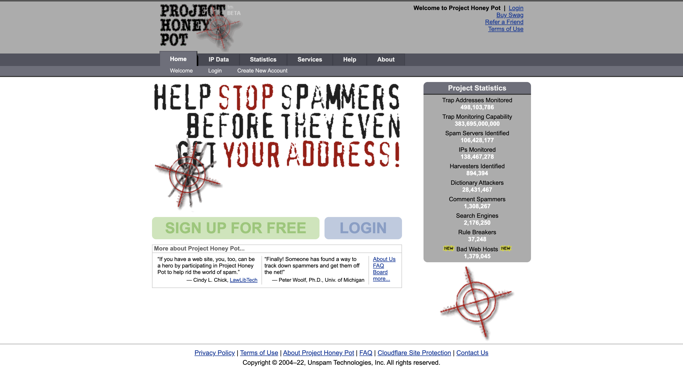 PROJECT
HONEY
POT
BETA
Welcome to Project Honey Pot | Login
Buy Swag
Refer a Friend
Terms of Use
Home IP Data Statistics Services Help About
Welcome Login Create New Account
HELP STOP SPAMMERS
BEFORE THEY EVEN
GET YOUR ADDRESS!
SIGN UP FOR FREE LOGIN
More about Project Honey Pot...
"If you have a web site, you, too, can
be a hero by participating in Project Honey
Pot to help rid the world of spam."
— Cindy L. Chick, LawLibTech
"Finally! Someone has found a way to
track down spammers and get them off
the net!"
— Peter Woolf, Ph.D., Univ. of Michigan
About Us
FAQ
Board
more...
Project Statistics
Trap Addresses Monitored
Trap Monitoring Capability
383,695,000,000
Spam Servers Identified
106,428,177
IPs Monitored
138,467,278
Harvesters Identified
894,394
Dictionary Attackers
28,431,467
Comment Spammers
1,368,267
Search Engines
2,176,258
Rule Breakers
37,248
NEW Bad Web Hosts NEW
1,379,045
Privacy Policy | Terms of Use | About Project Honey Pot | FAQ | Cloudflare Site Protection | Contact Us
Copyright © 2004–22, Unspam Technologies, Inc. All rights reserved.